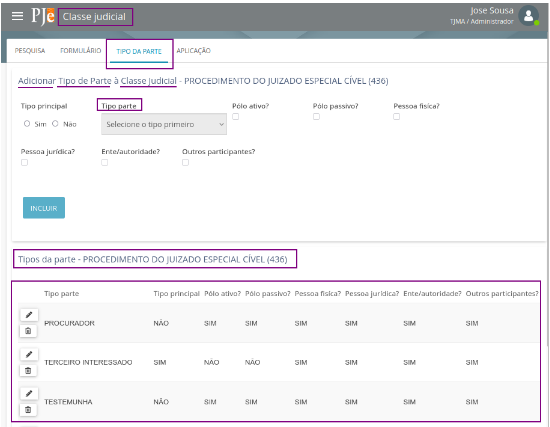 PJe Classe judicial
Jose Sousa
TJMA / Administrador
PESQUISA FORMULÁRIO TIPO DA PARTE APLICAÇÃO
Adicionar Tipo de Parte à Classe Judicial - PROCEDIMENTO DO JUIZADO ESPECIAL CÍVEL (436)
Tipo principal Tipo parte Pólo ativo? Pólo passivo? Pessoa física?
Sim Não Selecione o tipo primeiro
Pessoa jurídica? Ente/autoridade? Outros participantes?
INCLUIR
Tipos da parte - PROCEDIMENTO DO JUIZADO ESPECIAL CÍVEL (436)
Tipo parte Tipo principal Pólo ativo? Pólo passivo? Pessoa física? Pessoa jurídica? Ente/autoridade? Outros participantes?
PROCURADOR NÃO SIM SIM SIM SIM SIM SIM
TERCEIRO INTERESSADO SIM NÃO NÃO SIM SIM SIM SIM
TESTEMUNHA NÃO SIM SIM SIM SIM SIM SIM